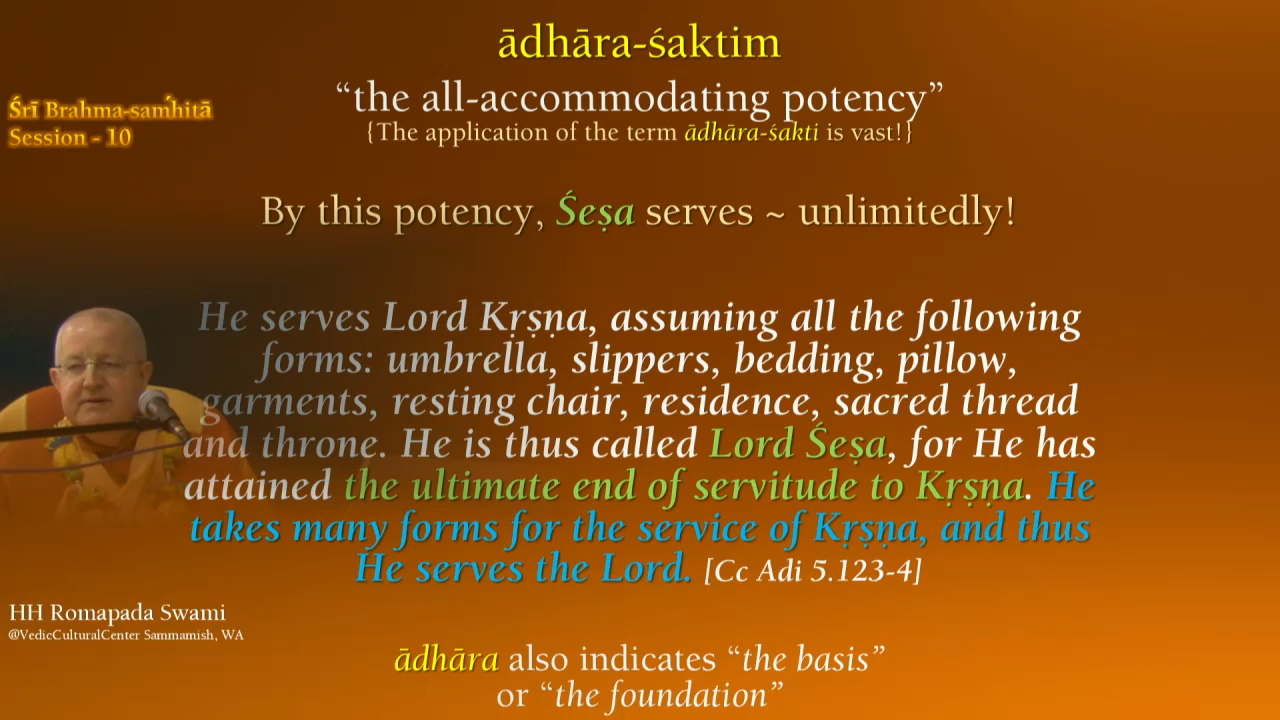 ādhāra-śaktim
“the all-accommodating potency”
{The application of the term ādhāra-śakti is vast!}
Śrī Brahma-saḿhitā
Session - 10
By this potency, Śeṣa serves ~ unlimitedly!
He serves Lord Kṛṣṇa, assuming all the following
forms: umbrella, slippers, bedding, pillow,
garments, resting chair, residence, sacred thread
and throne. He is thus called Lord Śeṣa, for He has
attained the ultimate end of servitude to Kṛṣṇa. He
takes many forms for the service of Kṛṣṇa, and thus
He serves the Lord. [Cc Adi 5.123-4]
HH Romapada Swami
@VedicCulturalCenter Sammamish, WA
ādhāra also indicates “the basis”
or “the foundation”